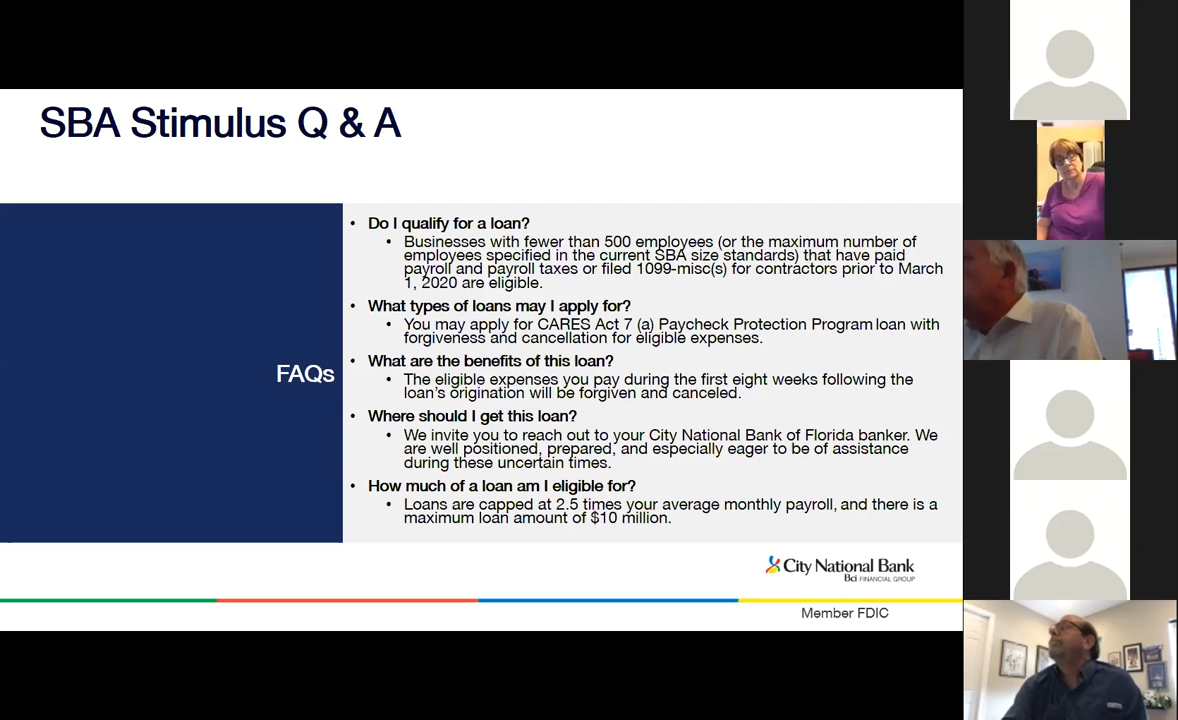 SBA Stimulus Q & A
FAQs
• Do I qualify for a loan?
• Businesses with fewer than 500 employees (or the maximum number of
employees specified in the current SBA size standards) that have paid
payroll and payroll taxes or filed 1099-misc(s) for contractors prior to March
1, 2020 are eligible.
• What types of loans may I apply for?
• You may apply for CARES Act 7 (a) Paycheck Protection Program loan with
forgiveness and cancellation for eligible expenses.
• What are the benefits of this loan?
• The eligible expenses you pay during the first eight weeks following the
loan's origination will be forgiven and canceled.
• Where should I get this loan?
• We invite you to reach out to your City National Bank of Florida banker. We
are well positioned, prepared, and especially eager to be of assistance
during these uncertain times.
• How much of a loan am I eligible for?
• Loans are capped at 2.5 times your average monthly payroll, and there is a
maximum loan amount of $10 million.
City National Bank
Bci FINANCIAL GROUP
Member FDIC